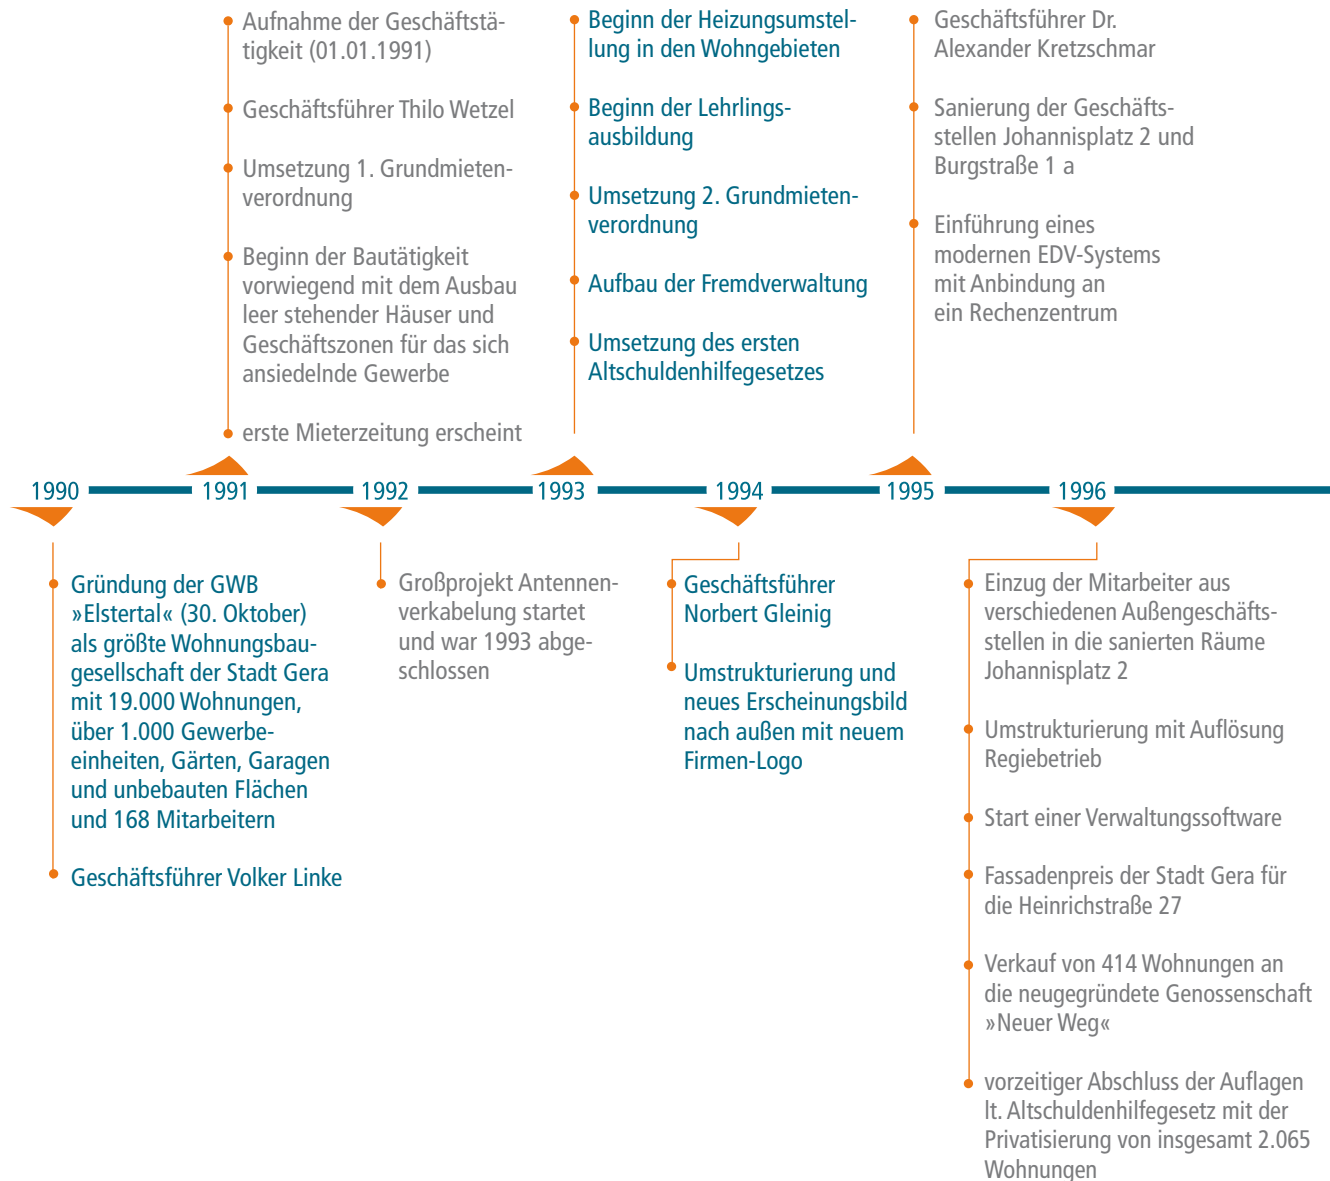 Aufnahme der Geschäftstä-
tigkeit (01.01.1991)
Geschäftsführer Thilo Wetzel
Umsetzung 1. Grundmieten-
verordnung
Beginn der Bautätigkeit
vorwiegend mit dem Ausbau
leer stehender Häuser und
Geschäftszonen für das sich
ansiedelnde Gewerbe
erste Mieterzeitung erscheint
Beginn der Heizungsumstel-
lung in den Wohngebieten
Beginn der Lehrlings-
ausbildung
Umsetzung 2. Grundmieten-
verordnung
Aufbau der Fremdverwaltung
Umsetzung des ersten
Altschuldenhilfegesetzes
Geschäftsführer Dr.
Alexander Kretzschmar
Sanierung der Geschäfts-
stellen Johannisplatz 2 und
Burgstraße 1 a
Einführung eines
modernen EDV-Systems
mit Anbindung an
ein Rechenzentrum
1990 1991 1992 1993 1994 1995 1996
Gründung der GWB
»Elstertal« (30. Oktober)
als größte Wohnungsbau-
gesellschaft der Stadt Gera
mit 19.000 Wohnungen,
über 1.000 Gewerbe-
einheiten, Gärten, Garagen
und unbebauten Flächen
und 168 Mitarbeitern
Geschäftsführer Volker Linke
Großprojekt Antennen-
verkabelung startet
und war 1993 abge-
schlossen
Geschäftsführer
Norbert Gleinig
Umstrukturierung und
neues Erscheinungsbild
nach außen mit neuem
Firmen-Logo
Einzug der Mitarbeiter aus
verschiedenen Außengeschäfts-
stellen in die sanierten Räume
Johannisplatz 2
Umstrukturierung mit Auflösung
Regiebetrieb
Start einer Verwaltungssoftware
Fassadenpreis der Stadt Gera für
die Heinrichstraße 27
Verkauf von 414 Wohnungen an
die neugegründete Genossenschaft
»Neuer Weg«
vorzeitiger Abschluss der Auflagen
lt. Altschuldenhilfegesetz mit der
Privatisierung von insgesamt 2.065
Wohnungen